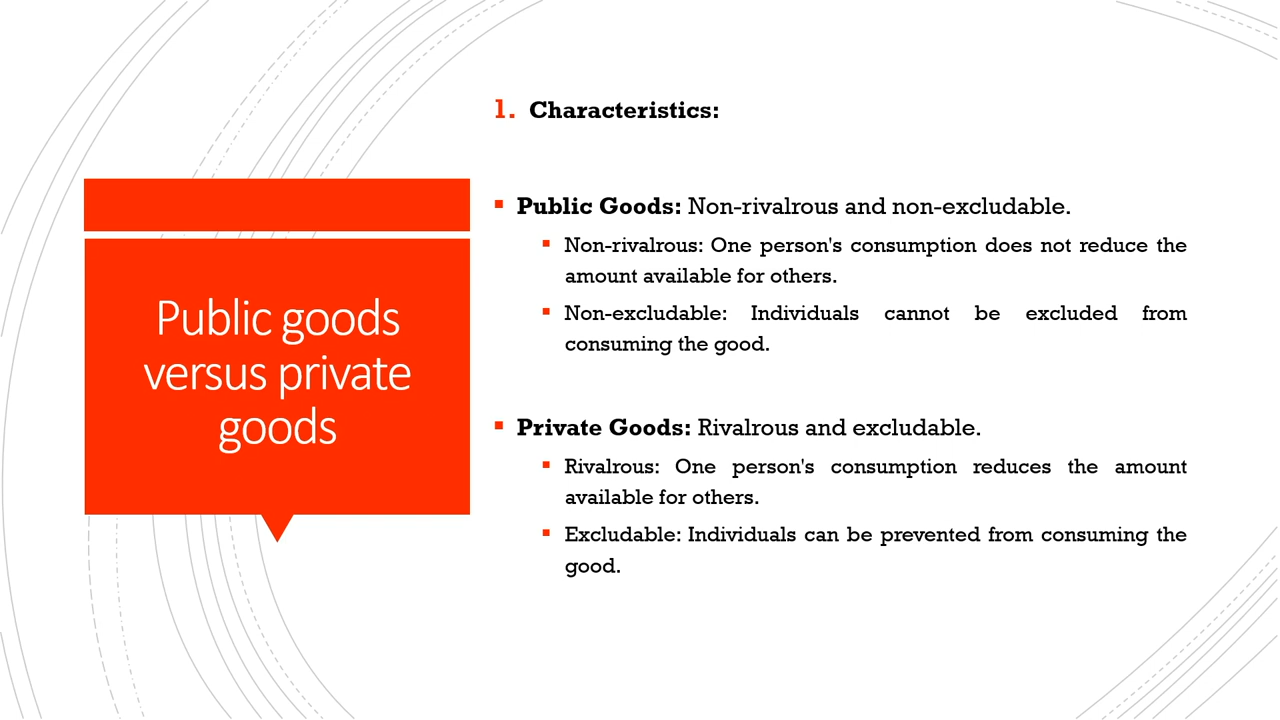 Public goods
versus private
goods
1. Characteristics:
▪ Public Goods: Non-rivalrous and non-excludable.
▪ Non-rivalrous: One person's consumption does not reduce the
amount available for others.
▪ Non-excludable: Individuals cannot be excluded from
consuming the good.
▪ Private Goods: Rivalrous and excludable.
▪ Rivalrous: One person's consumption reduces the amount
available for others.
▪ Excludable: Individuals can be prevented from consuming the
good.